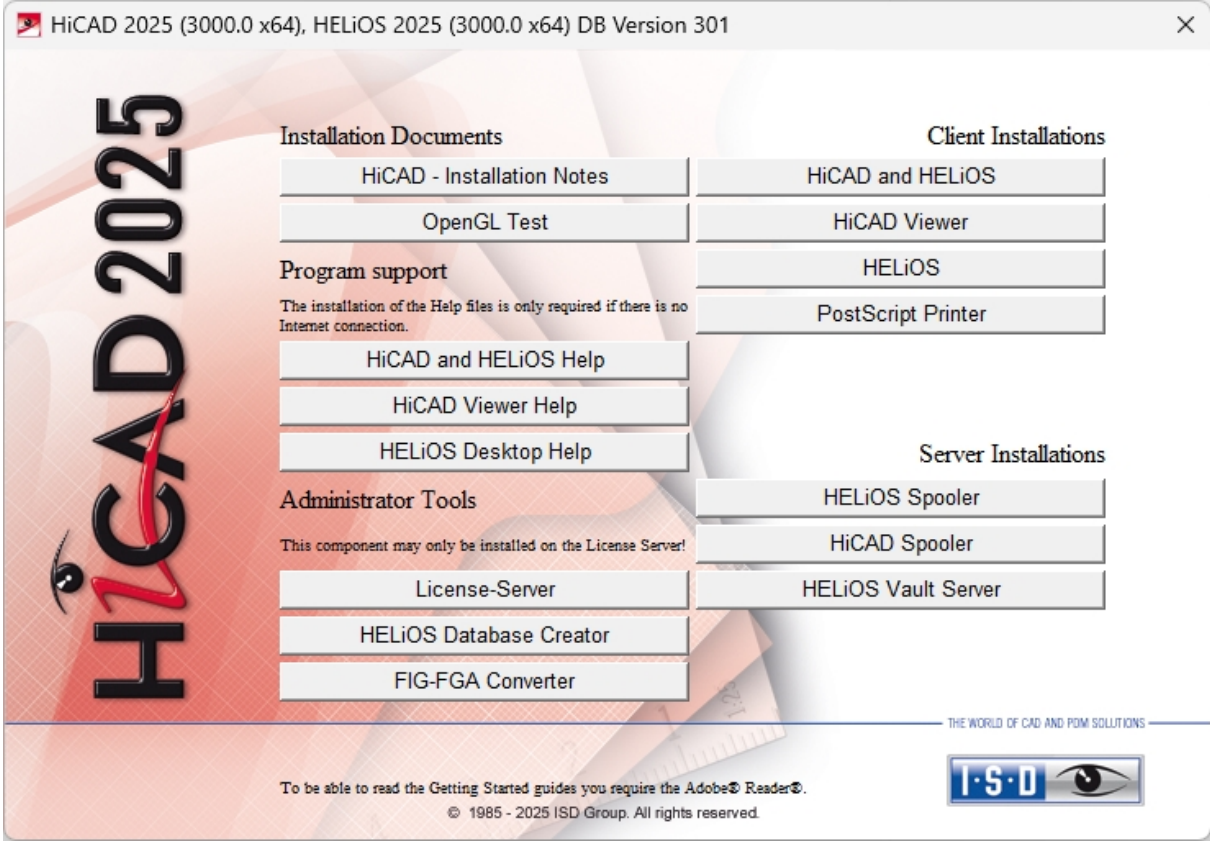 HiCAD 2025 (3000.0 x64), HELiOS 2025 (3000.0 x64) DB Version 301
HiCAD 2025
Installation Documents
HiCAD - Installation Notes
OpenGL Test
Program support
The installation of the Help files is only required if there is no
Internet connection.
HiCAD and HELiOS Help
HiCAD Viewer Help
HELiOS Desktop Help
Administrator Tools
This component may only be installed on the License Server!
License-Server
HELiOS Database Creator
FIG-FGA Converter
Client Installations
HiCAD and HELiOS
HiCAD Viewer
HELiOS
PostScript Printer
Server Installations
HELiOS Spooler
HiCAD Spooler
HELiOS Vault Server
THE WORLD OF CAD AND PDM SOLUTIONS
I·S·D
To be able to read the Getting Started guides you require the Adobe® Reader®.
© 1985 - 2025 ISD Group. All rights reserved.